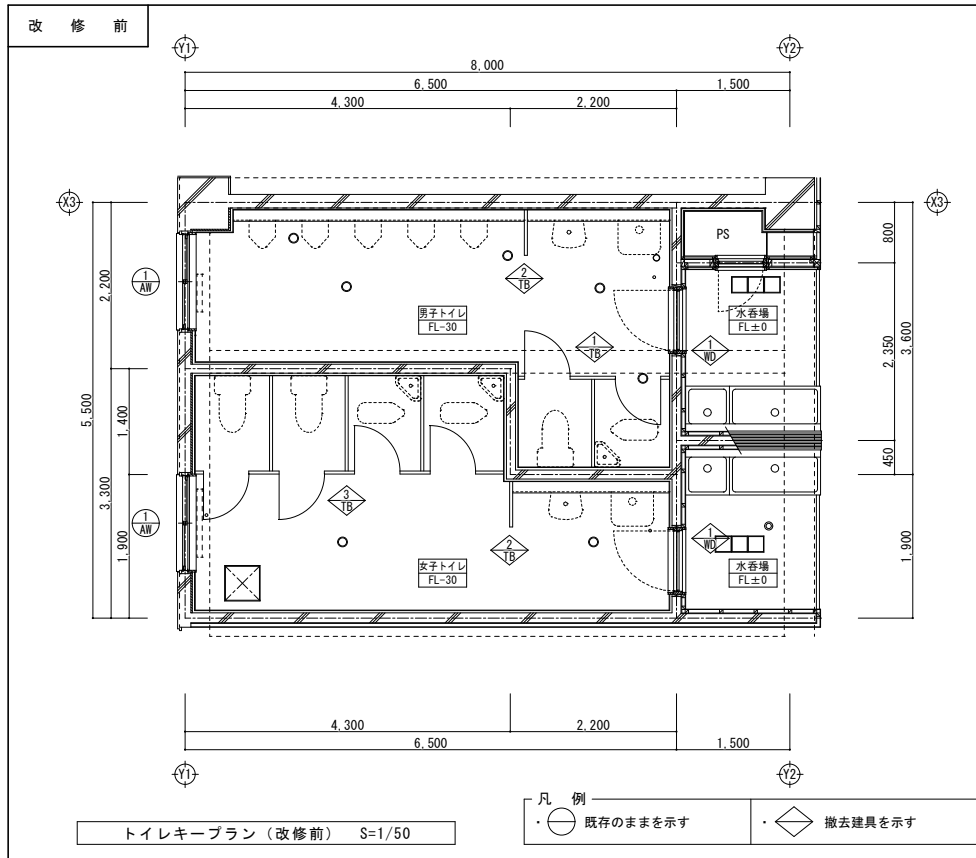 改 修 前
Y1 Y2
8,000
6,500 1,500
4,300 2,200
X3 X3
PS
800
2,200
1
AW
2
TB
男子トイレ
FL-30
水呑場
FL±0
1
TB
1
WD
2,350
3,600
5,500
1,400
450
3,300
3
TB
1
AW
1,900
2
TB
1
WD
女子トイレ
FL-30
水呑場
FL±0
1,900
4,300 2,200
6,500 1,500
Y1 Y2
凡 例
トイレキープラン（改修前） S=1/50
・ 既存のままを示す
・ 撤去建具を示す